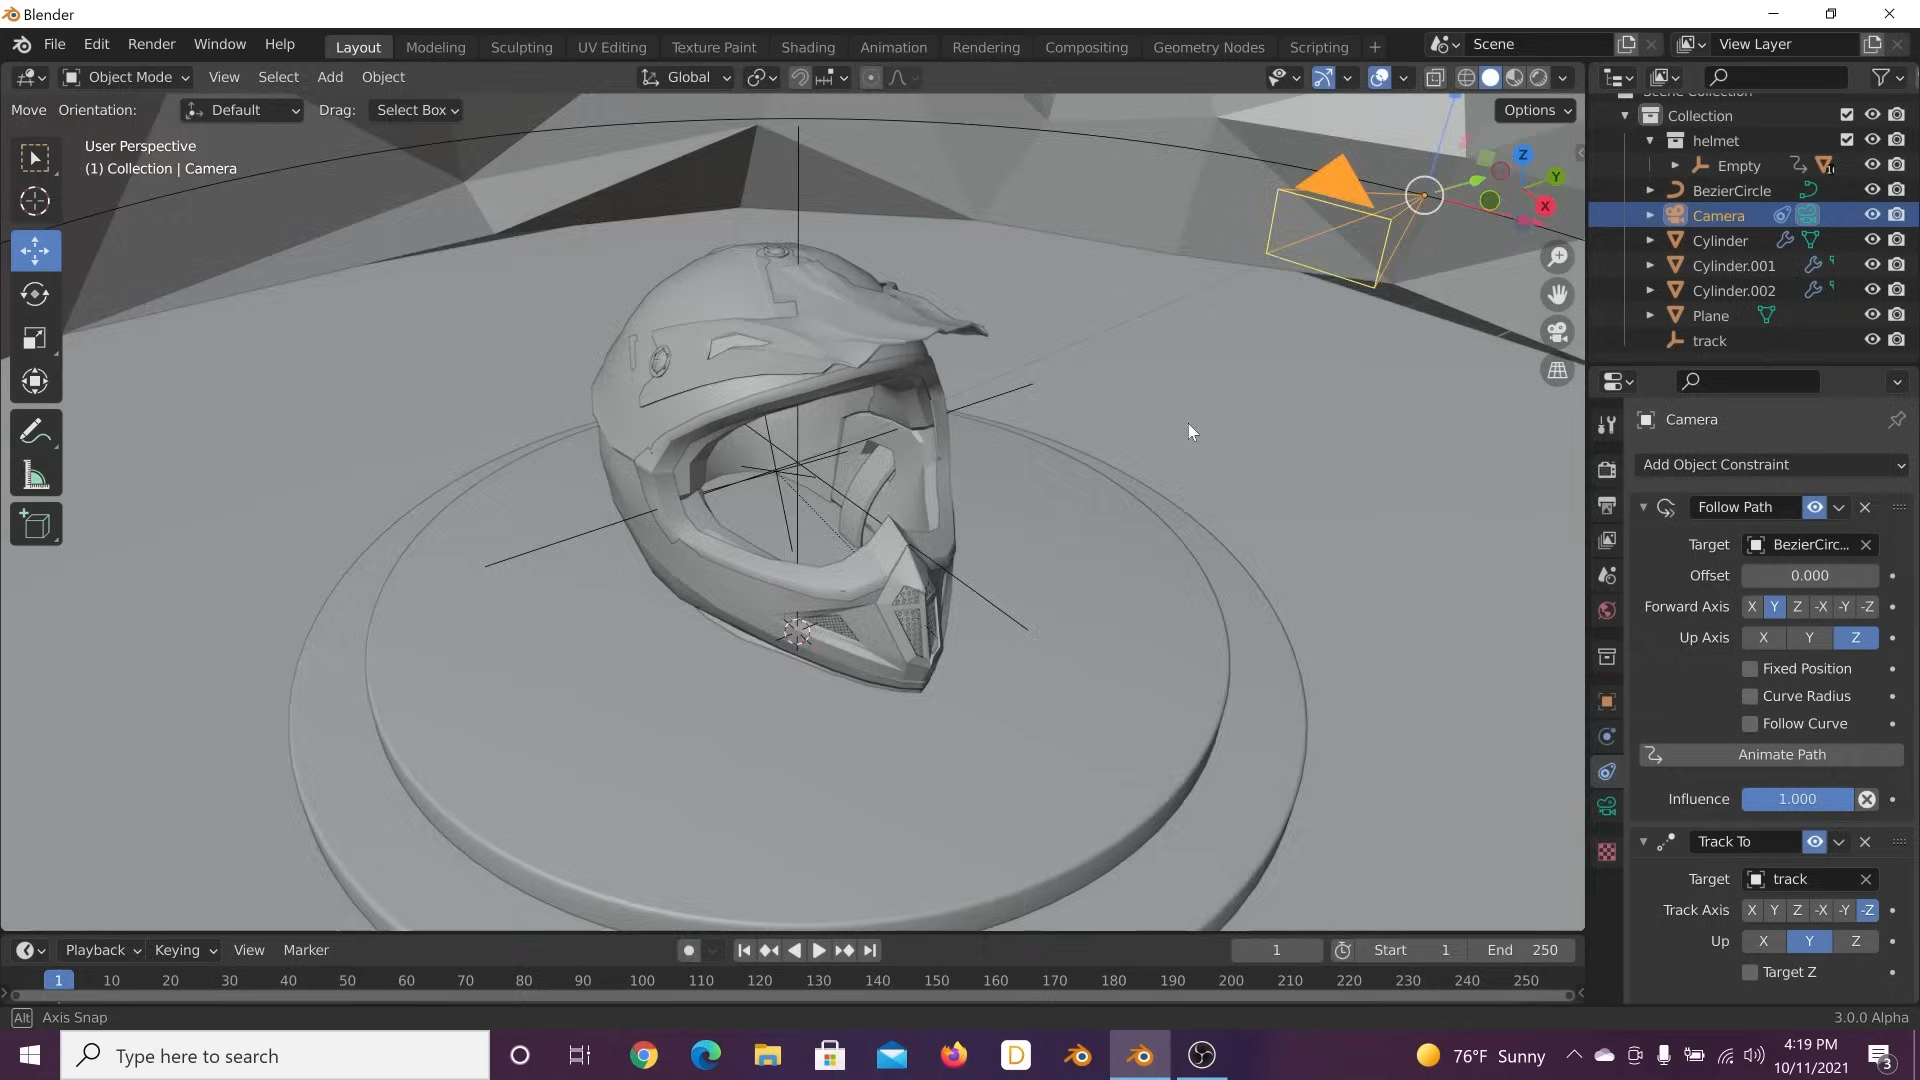 Blender
File Edit Render Window Help Layout Modeling Sculpting UV Editing Texture Paint Shading Animation Rendering Compositing Geometry Nodes Scripting + Scene View Layer
Object Mode View Select Add Object Global
Move Orientation: Default Drag: Select Box Options
User Perspective
(1) Collection | Camera
Z
Y
X
Scene Collection
Collection
helmet
Empty
BezierCircle
Camera
Cylinder
Cylinder.001
Cylinder.002
Plane
track
Camera
Add Object Constraint
Follow Path
Target BezierCirc...
Offset 0.000
Forward Axis X Y Z -X -Y -Z
Up Axis X Y Z
Fixed Position
Curve Radius
Follow Curve
Animate Path
Influence 1.000
Track To
Target track
Track Axis X Y Z -X -Y -Z
Up X Y Z
Target Z
Playback Keying View Marker 1 Start 1 End 250
1 10 20 30 40 50 60 70 80 90 100 110 120 130 140 150 160 170 180 190 200 210 220 230 240 250
Alt Axis Snap 3.0.0 Alpha
Type here to search D 76°F Sunny 4:19 PM
10/11/2021 3